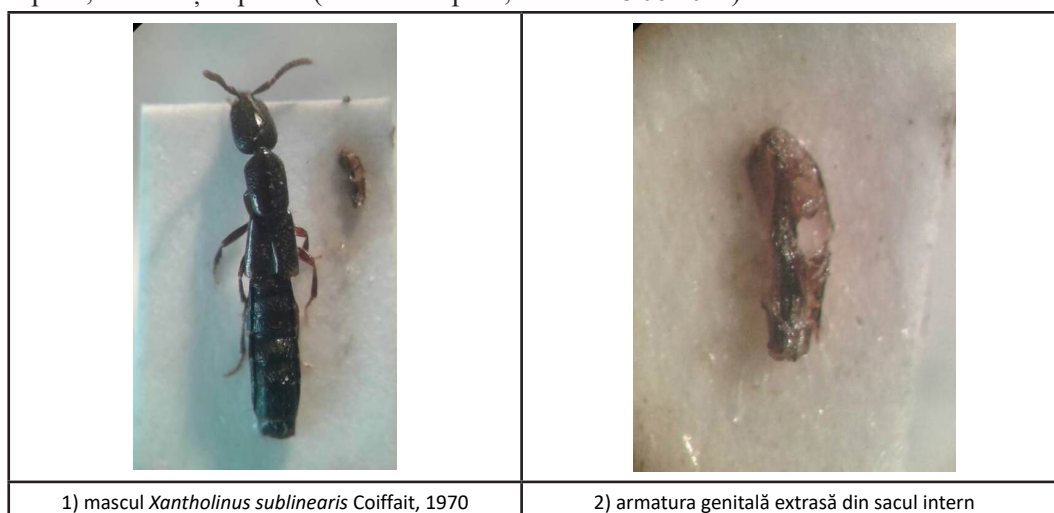 1) mascul Xantholinus sublinearis Coiffait, 1970
2) armatura genitală extrasă din sacul intern